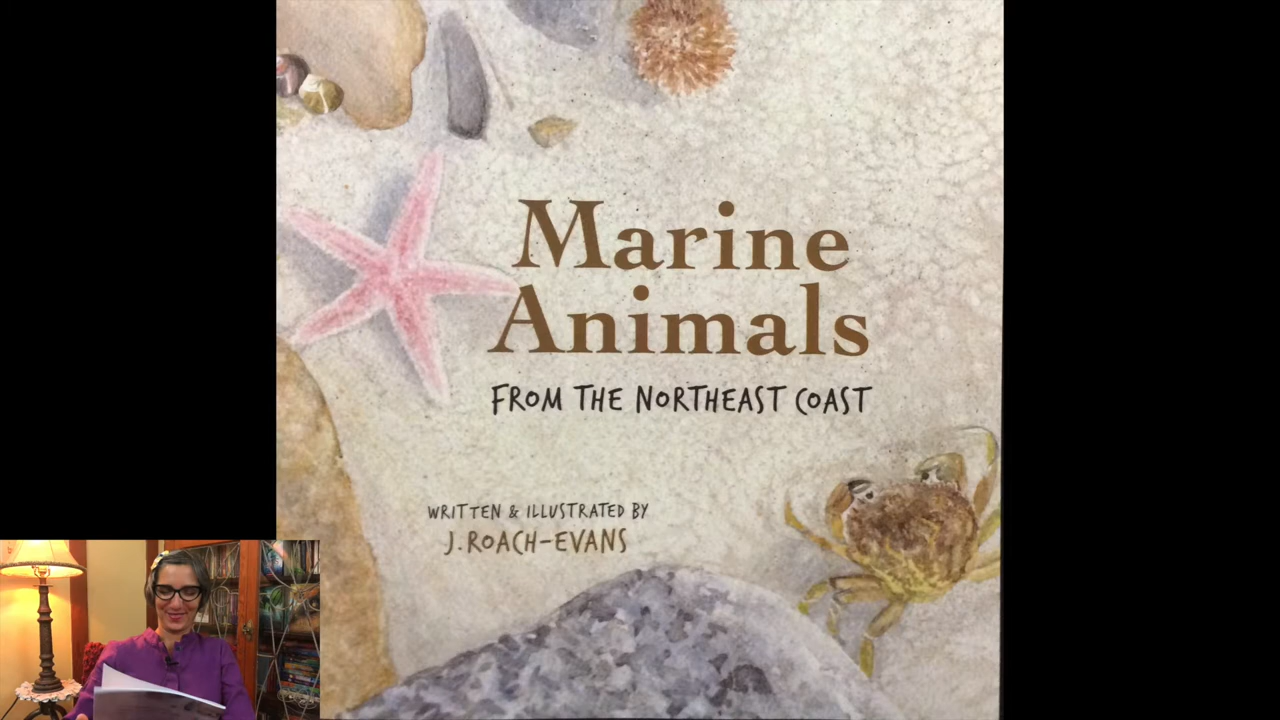 Marine
Animals
FROM THE NORTHEAST COAST
WRITTEN & ILLUSTRATED BY
J. ROACH-EVANS